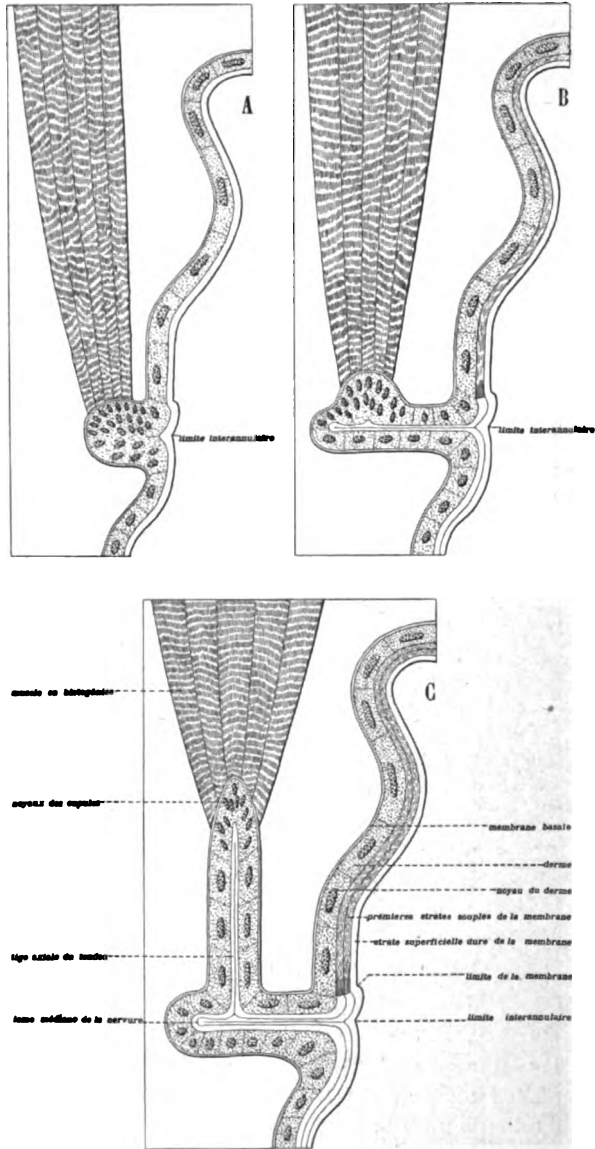 A
B
limite interannulaire
limite interannulaire
C
muscle en histogénèse
noyaux des cupules
membrane basale
derme
noyau du derme
premières strates souples de la membrane
tige axiale du tendon
strate superficielle dure de la membrane
limite de la membrane
lame médiane de la nervure
limite interannulaire